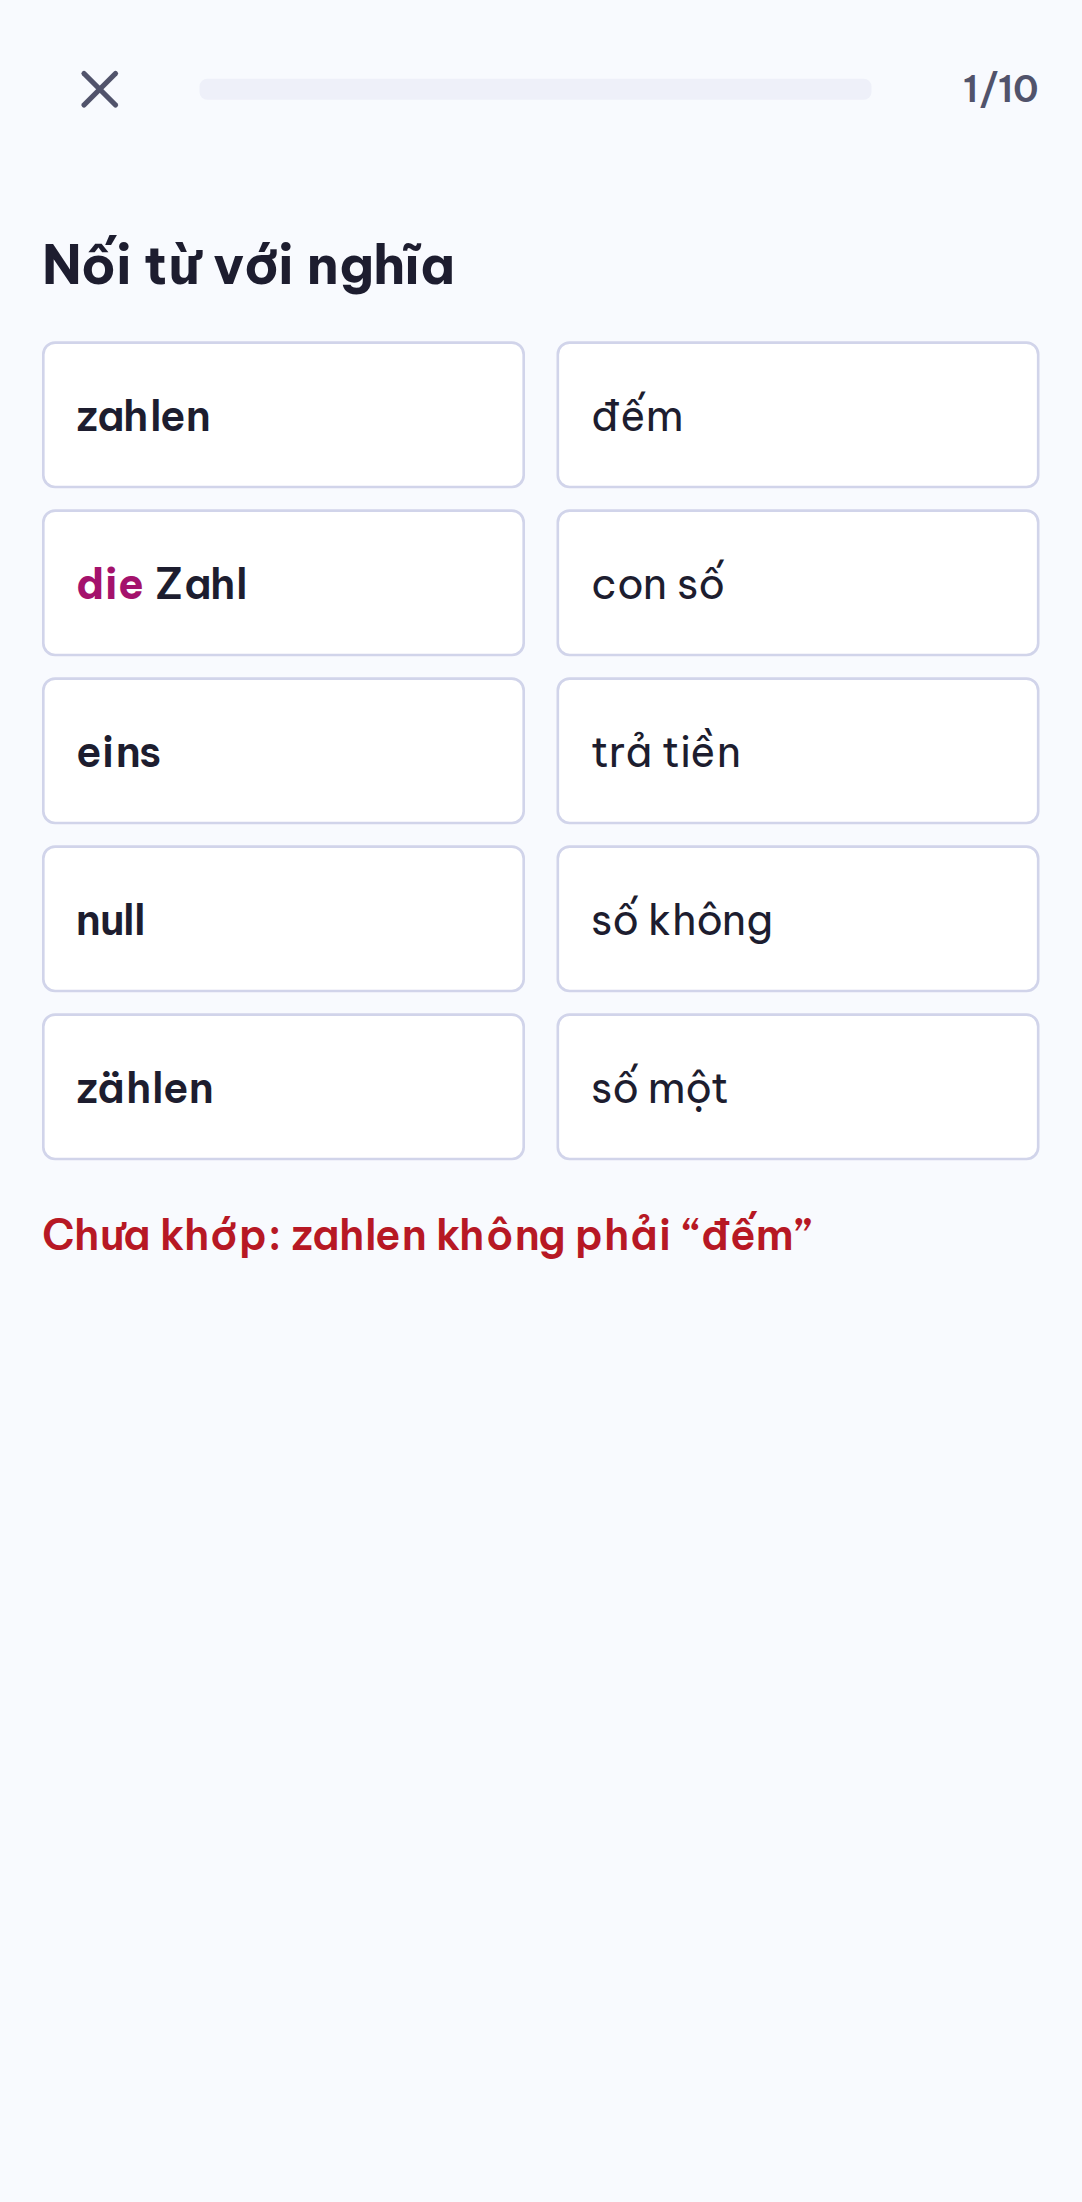 1/10
Nối từ với nghĩa
zahlen
đếm
die Zahl
con số
eins
trả tiền
null
số không
zählen
số một
Chưa khớp: zahlen không phải “đếm”